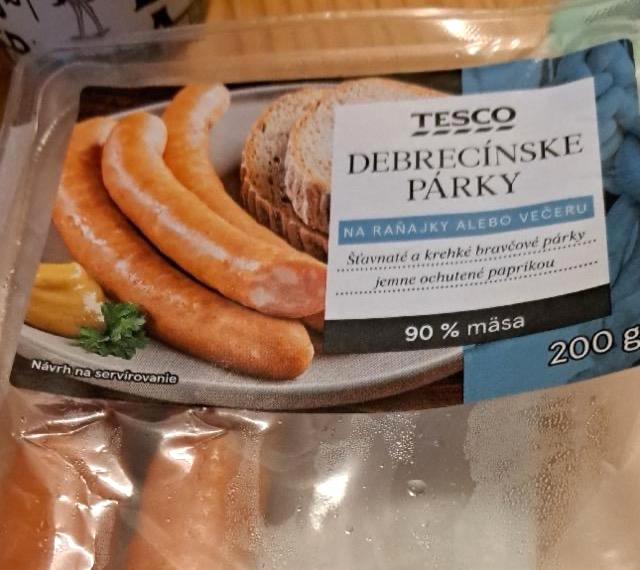 TESCO
DEBRECÍNSKE
PÁRKY
NA RAŇAJKY ALEBO VEČERU
Šťavnaté a krehké bravčové párky
jemne ochutené paprikou
90 % mäsa
200 g
Návrh na servírovanie